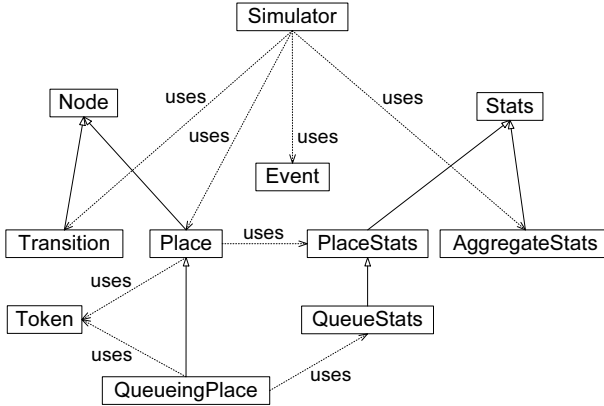 Simulator
uses
Node
Stats
uses
uses
uses
Event
Transition
Place
uses
PlaceStats
AggregateStats
uses
Token
QueueStats
uses
uses
QueueingPlace